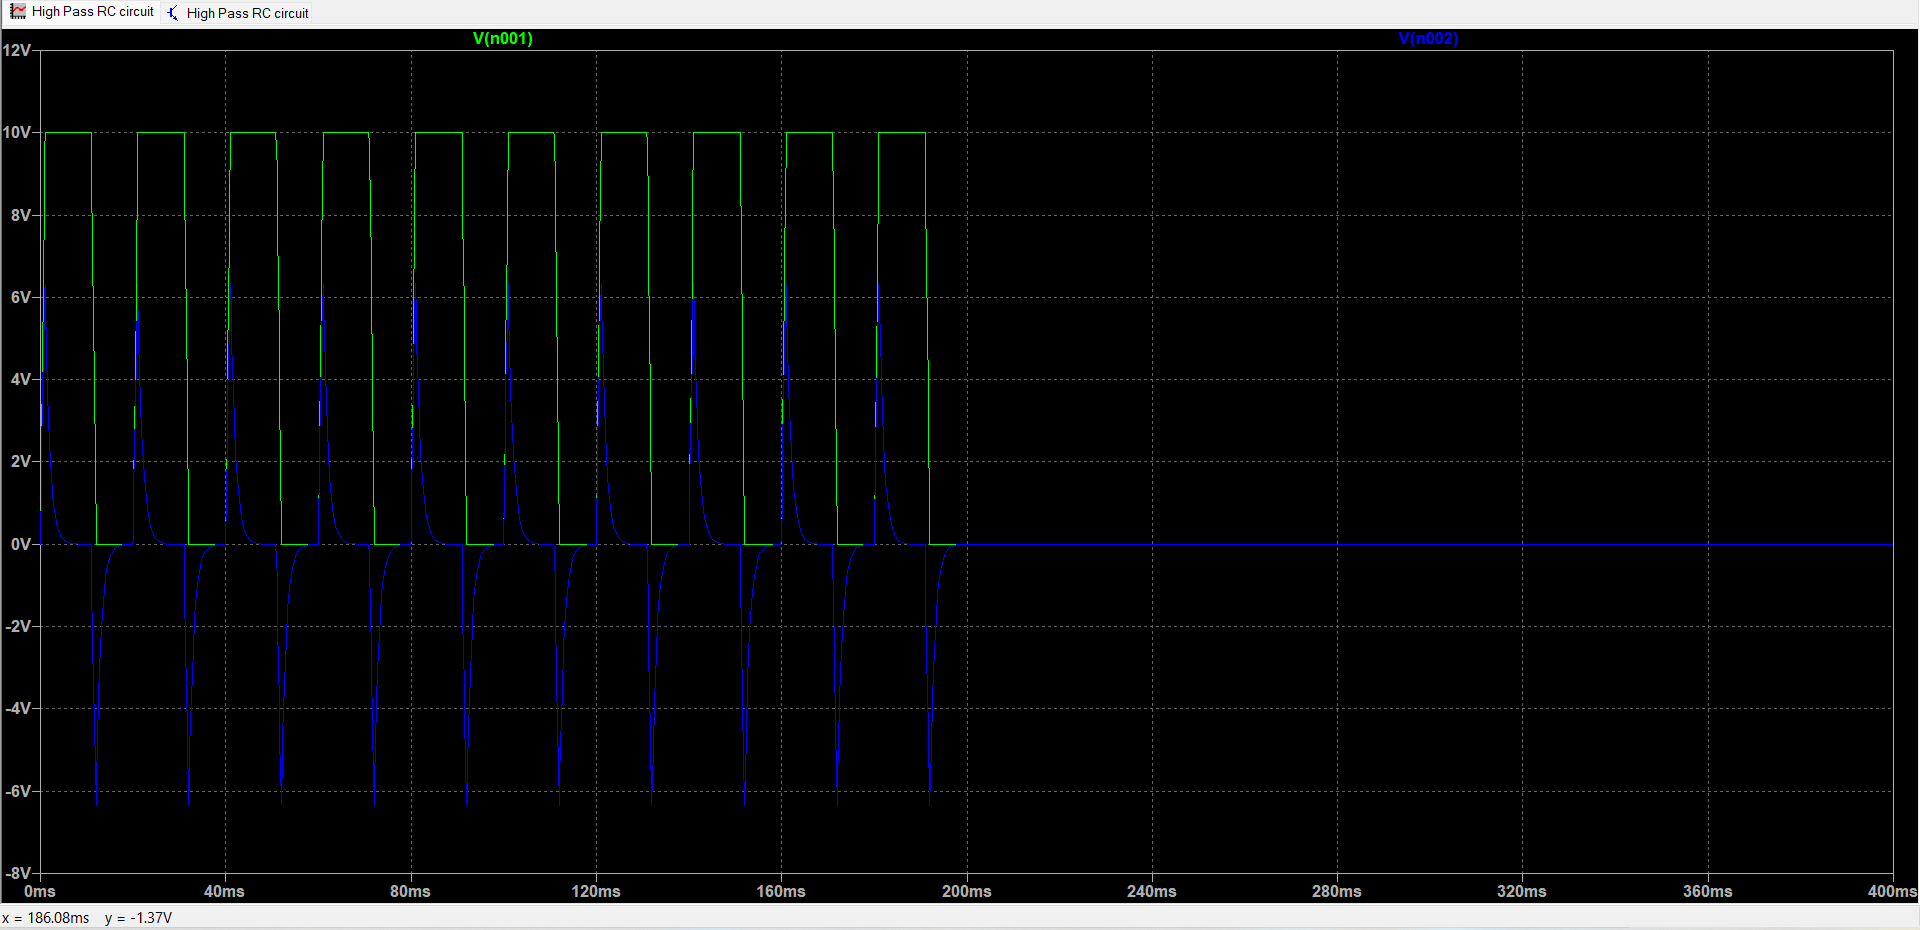 High Pass RC circuit High Pass RC circuit
V(n001) V(n002)
12V
10V
8V
6V
4V
2V
0V
-2V
-4V
-6V
-8V
0ms 40ms 80ms 120ms 160ms 200ms 240ms 280ms 320ms 360ms 400ms
x = 186.08ms y = -1.37V